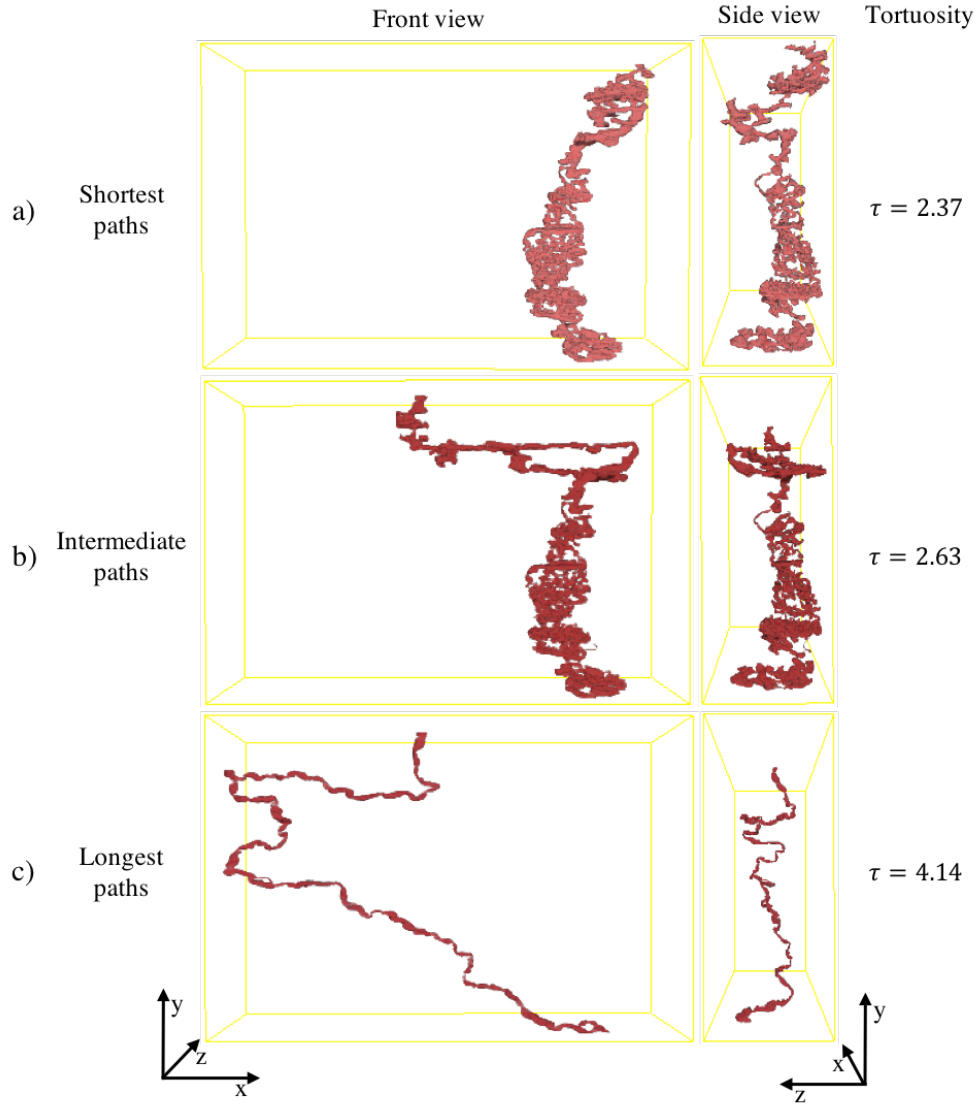 Front view
Side view
Tortuosity
a)
Shortest
paths
τ = 2.37
b)
Intermediate
paths
τ = 2.63
c)
Longest
paths
τ = 4.14
y
z
x
y
x
z